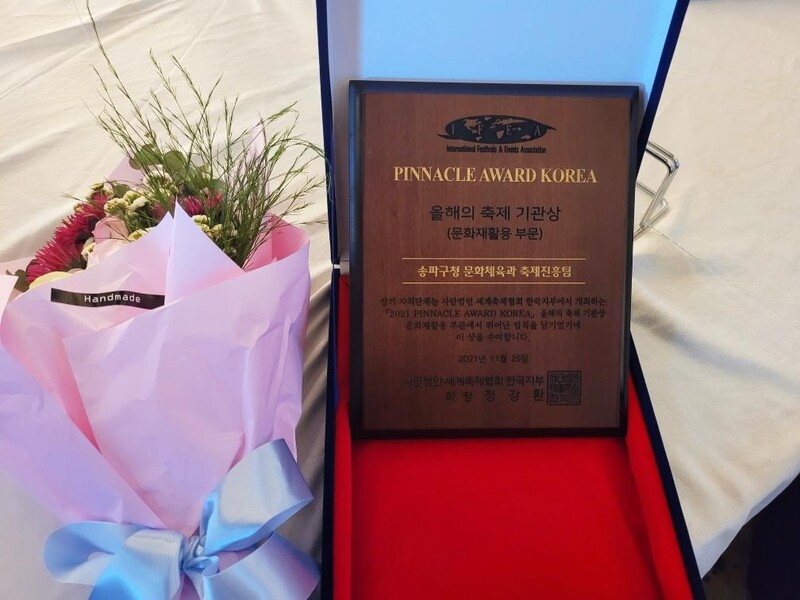 Handmade
IFEA
International Festivals & Events Association
PINNACLE AWARD KOREA
올해의 축제 기관상
(문화재활용 부문)
송파구청 문화체육과 축제진흥팀
상기 자치단체는 사단법인 세계축제협회 한국지부에서 개최하는
「2021 PINNACLE AWARD KOREA」 올해의 축제 기관상
문화재활용 부문에서 뛰어난 업적을 남기었기에
이 상을 수여합니다.
2021년 11월 25일
사단법인 세계축제협회 한국지부
회 장 정 강 환